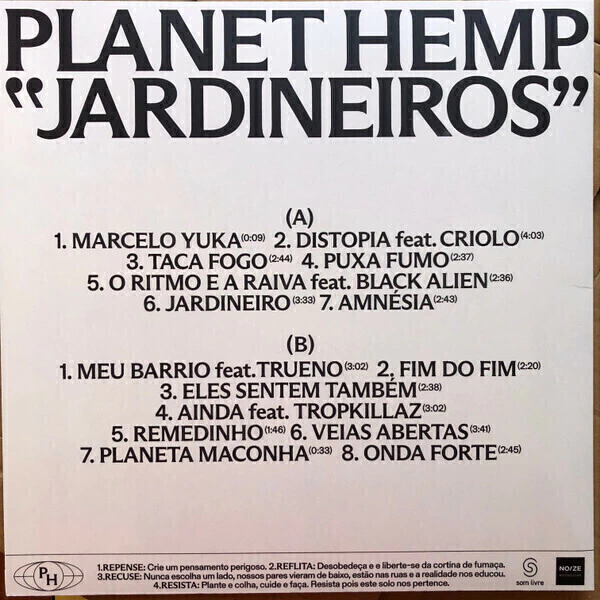 PLANET HEMP
“JARDINEIROS”
(A)
1. MARCELO YUKA(0:09) 2. DISTOPIA feat. CRIOLO(4:03)
3. TACA FOGO(2:44) 4. PUXA FUMO(2:37)
5. O RITMO E A RAIVA feat. BLACK ALIEN(2:36)
6. JARDINEIRO(3:33) 7. AMNÉSIA(2:43)
(B)
1. MEU BARRIO feat. TRUENO(3:02) 2. FIM DO FIM(2:20)
3. ELES SENTEM TAMBÉM(2:38)
4. AINDA feat. TROPKILLAZ(3:02)
5. REMEDINHO(1:46) 6. VEIAS ABERTAS(3:41)
7. PLANETA MACONHA(0:33) 8. ONDA FORTE(2:45)
PH
1.REPENSE: Crie um pensamento perigoso. 2.REFLITA: Desobedeça e e liberte-se da cortina de fumaça.
3.RECUSE: Nunca escolha um lado, nossos pares vieram de baixo, estão nas ruas e a realidade nos educou.
4.RESISTA: Plante e colha, cuide e faça. Resista pois este solo nos pertence.
som livre
NO/ZE